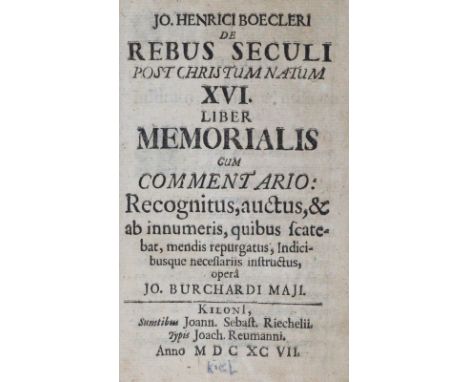 JO. HENRICI BOECLERI
DE
REBUS SECULI
POST CHRISTUM NATUM
XVI.
LIBER
MEMORIALIS
CUM
COMMENTARIO:
Recognitus, auctus, &
ab innumeris, quibus ſcate-
bat, mendis repurgatus, Indici-
busque neceſſariis inſtructus,
operâ
JO. BURCHARDI MAJI.
KILONI,
Sumtibus Joann. Sebaſt. Riechelii.
Typis Joach. Reumanni.
Anno M D C XC VII.
Kiel